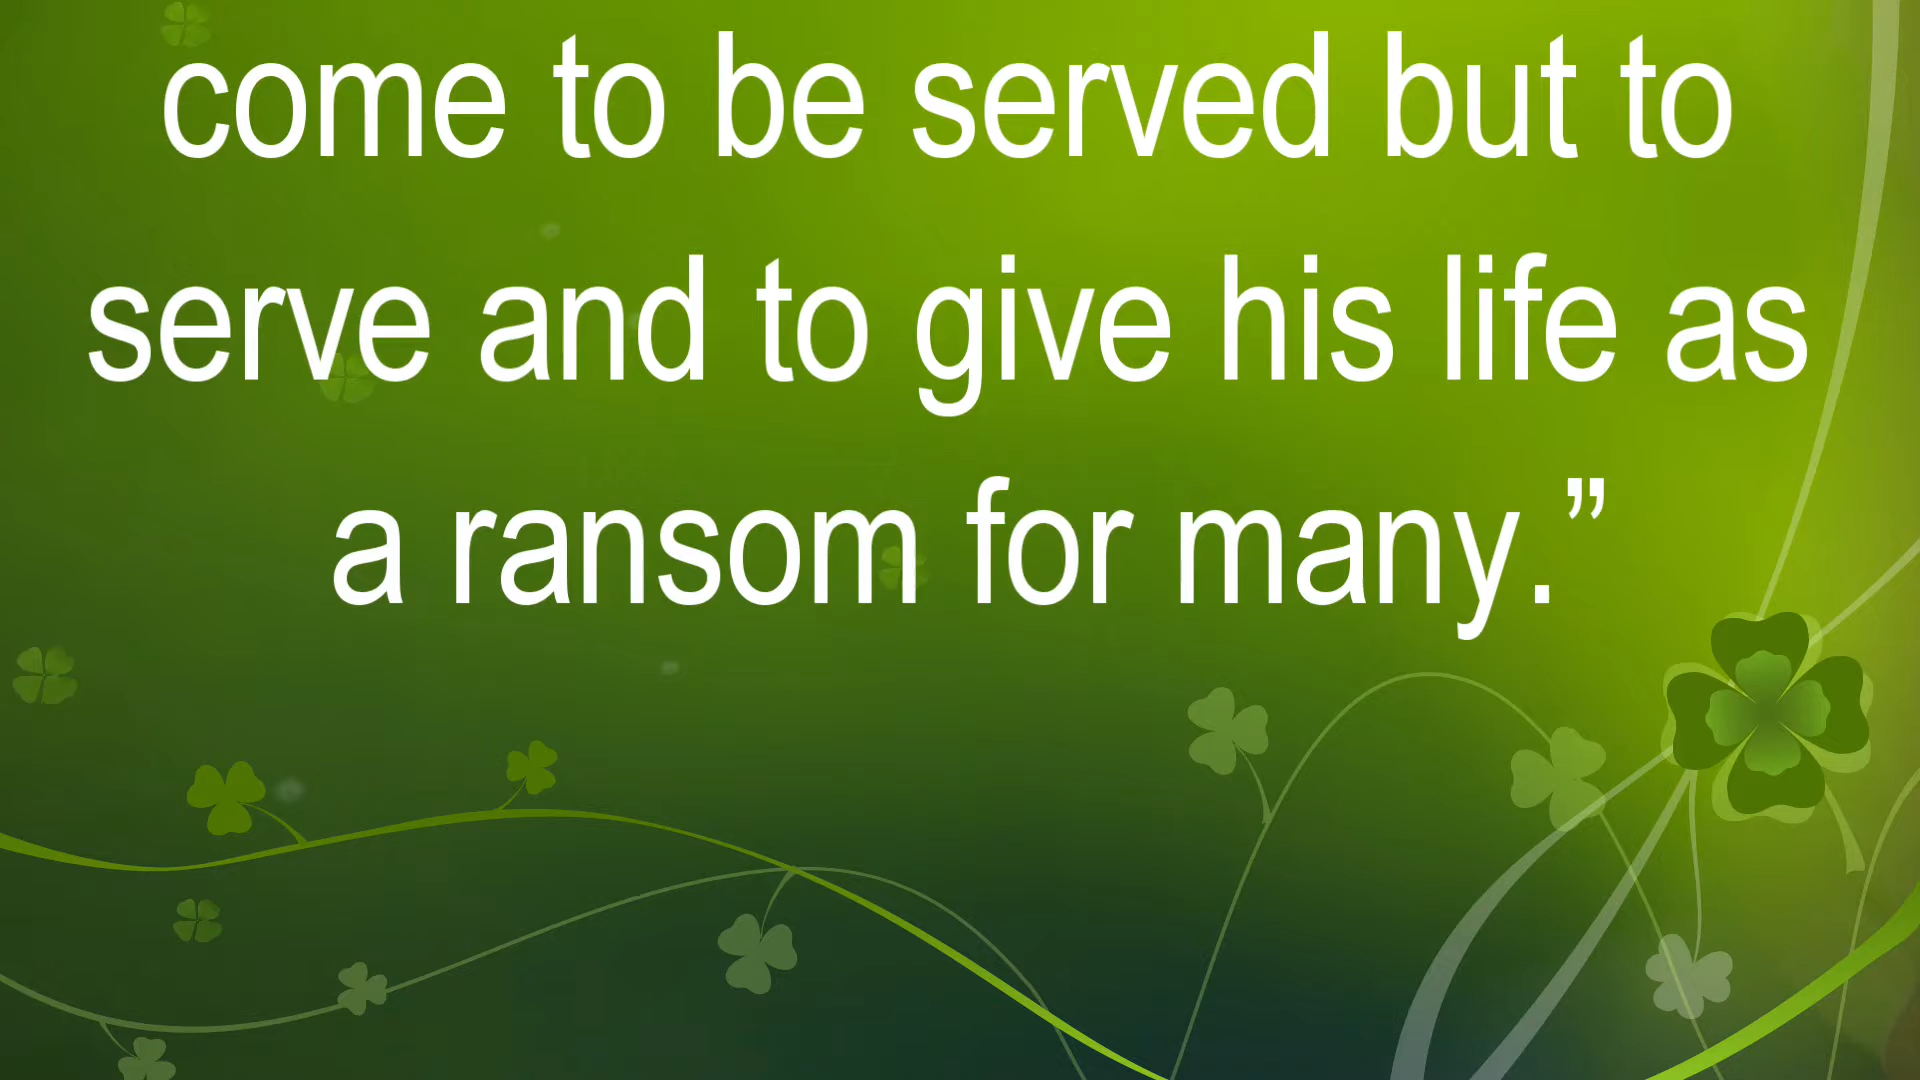 come to be served but to
serve and to give his life as
a ransom for many.”